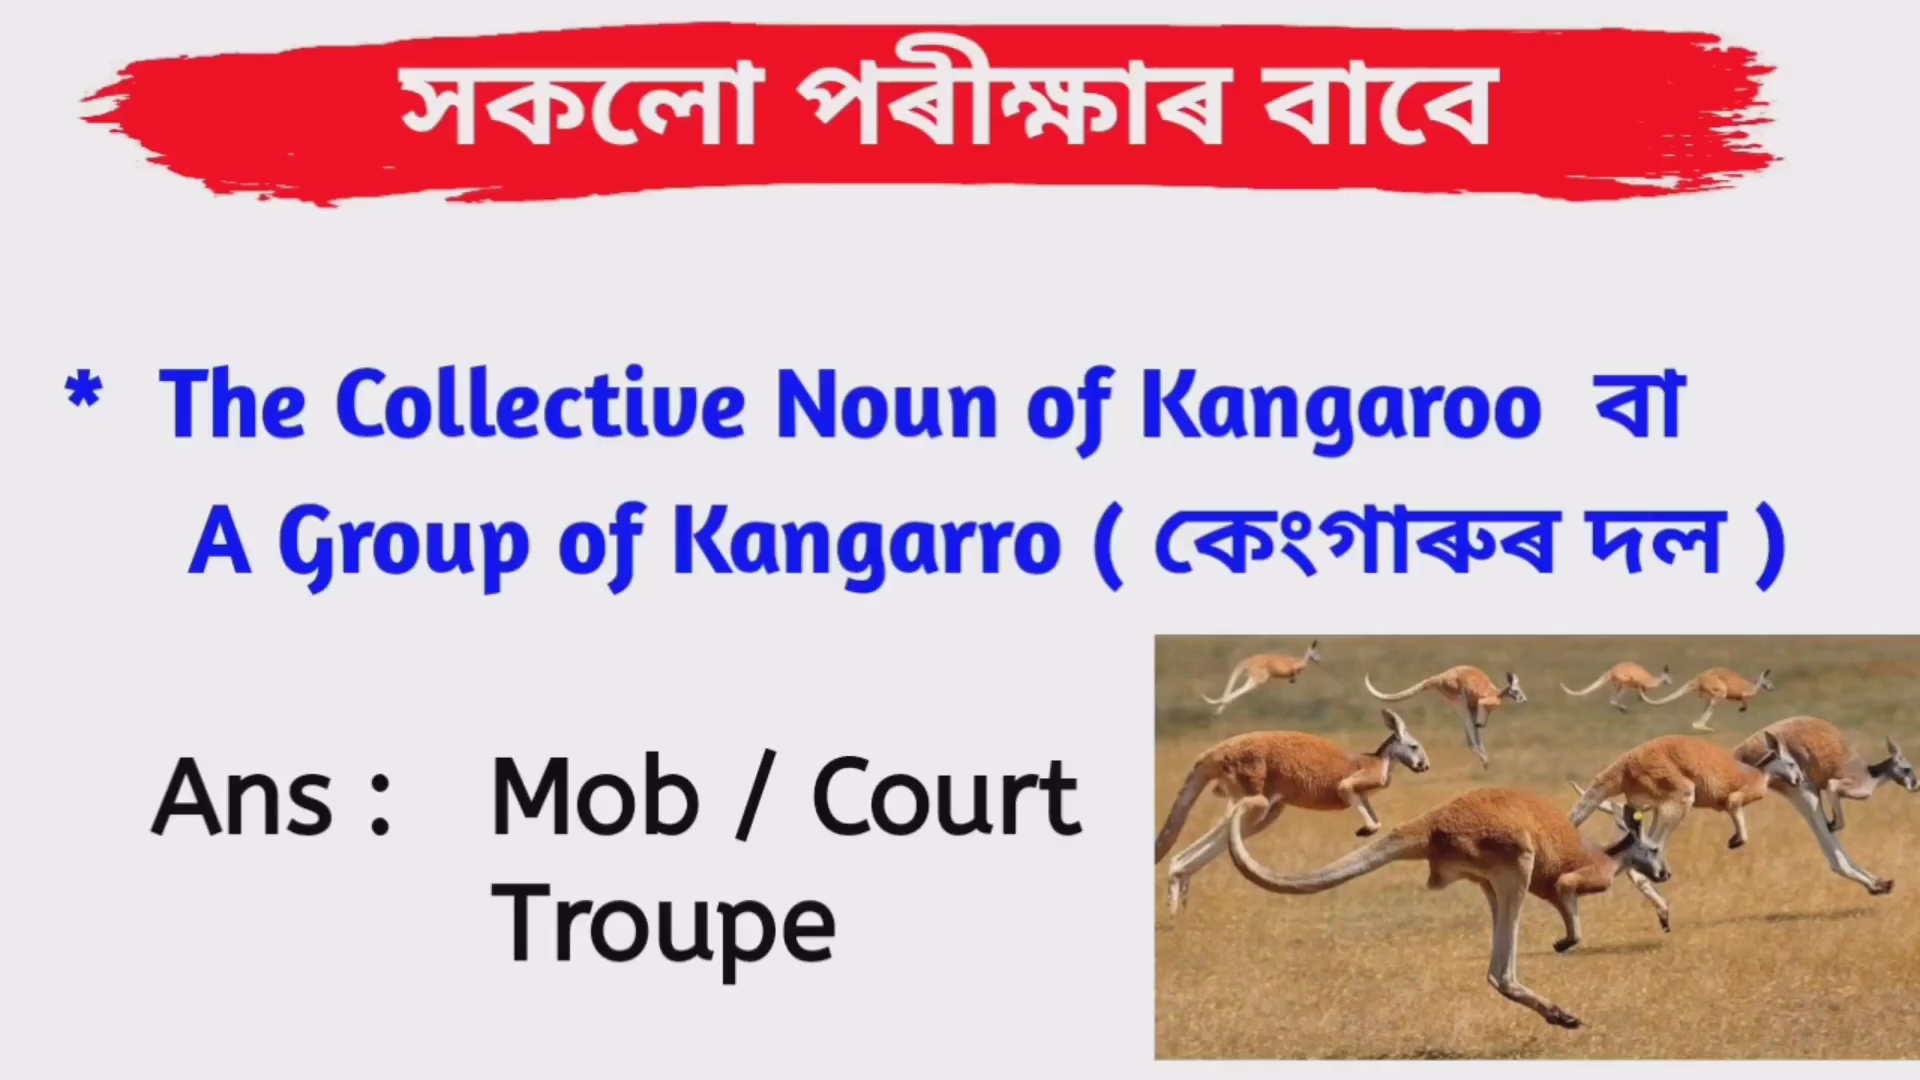 সকলো পৰীক্ষাৰ বাবে
* The Collective Noun of Kangaroo বা
A Group of Kangarro ( কেংগাৰুৰ দল )
Ans : Mob / Court
Troupe